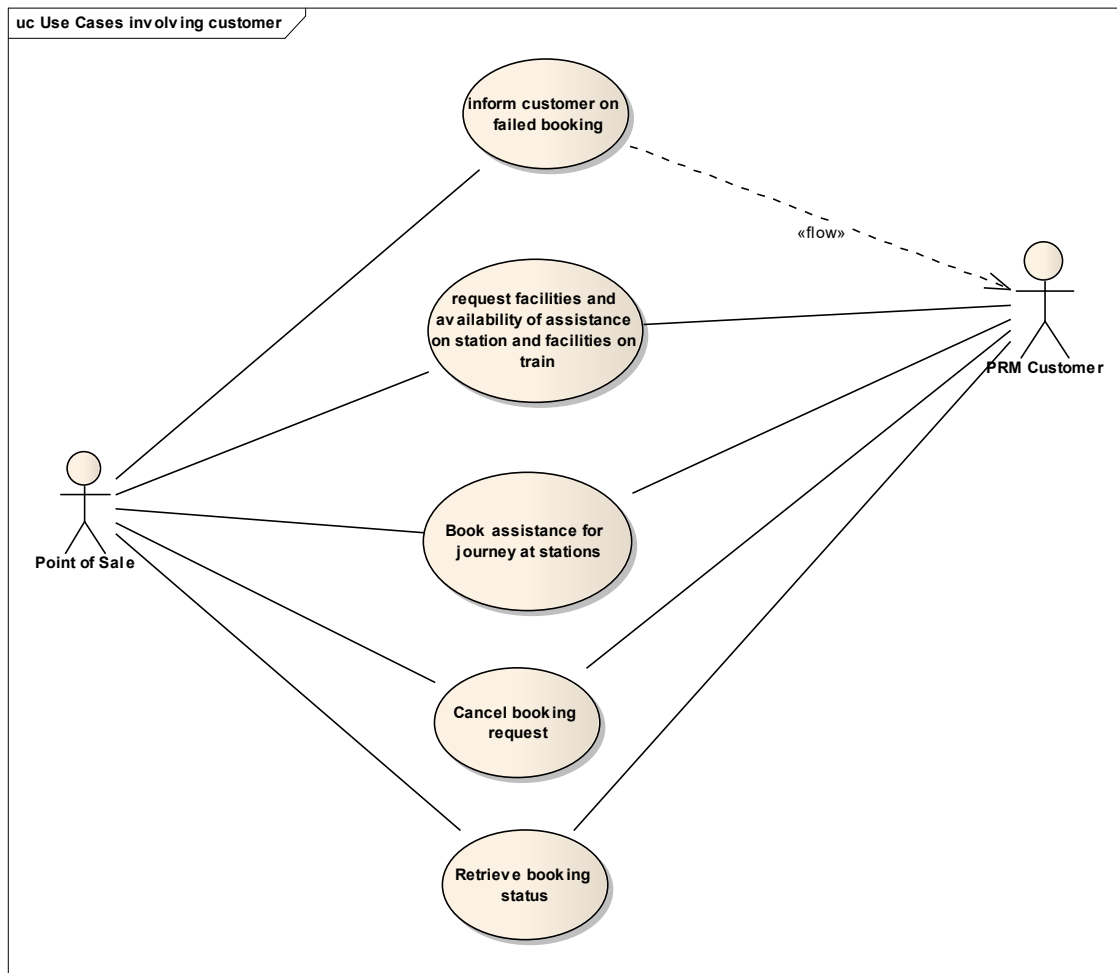 uc Use Cases involving customer
inform customer on
failed booking
«flow»
request facilities and
availability of assistance
on station and facilities on
train
PRM Customer
Book assistance for
journey at stations
Point of Sale
Cancel booking
request
Retrieve booking
status